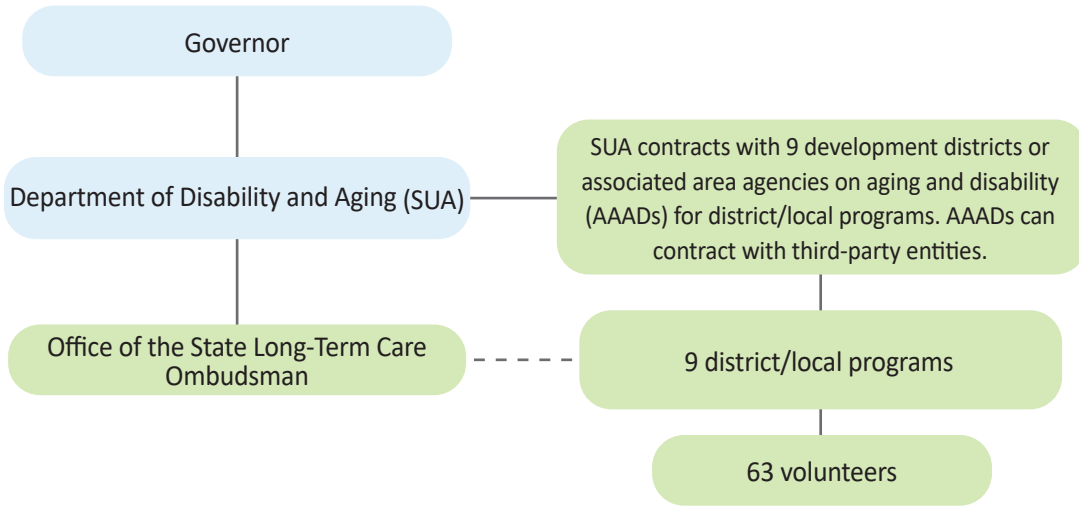 Governor
Department of Disability and Aging (SUA)
SUA contracts with 9 development districts or
associated area agencies on aging and disability
(AAADs) for district/local programs. AAADs can
contract with third-party entities.
Office of the State Long-Term Care
Ombudsman
9 district/local programs
63 volunteers